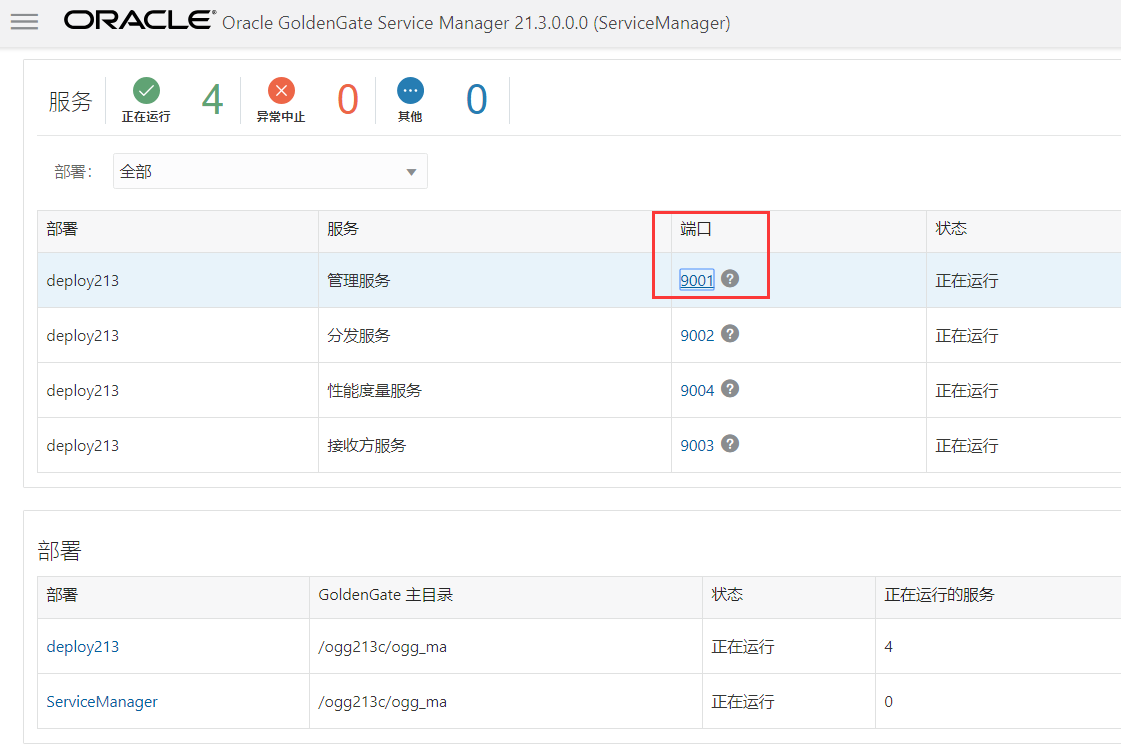 ORACLE® Oracle GoldenGate Service Manager 21.3.0.0.0 (ServiceManager)
服务 正在运行 4 异常中止 0 其他 0
部署: 全部
部署 服务 端口 状态
deploy213 管理服务 9001 ? 正在运行
deploy213 分发服务 9002 ? 正在运行
deploy213 性能度量服务 9004 ? 正在运行
deploy213 接收方服务 9003 ? 正在运行
部署
部署 GoldenGate 主目录 状态 正在运行的服务
deploy213 /ogg213c/ogg_ma 正在运行 4
ServiceManager /ogg213c/ogg_ma 正在运行 0